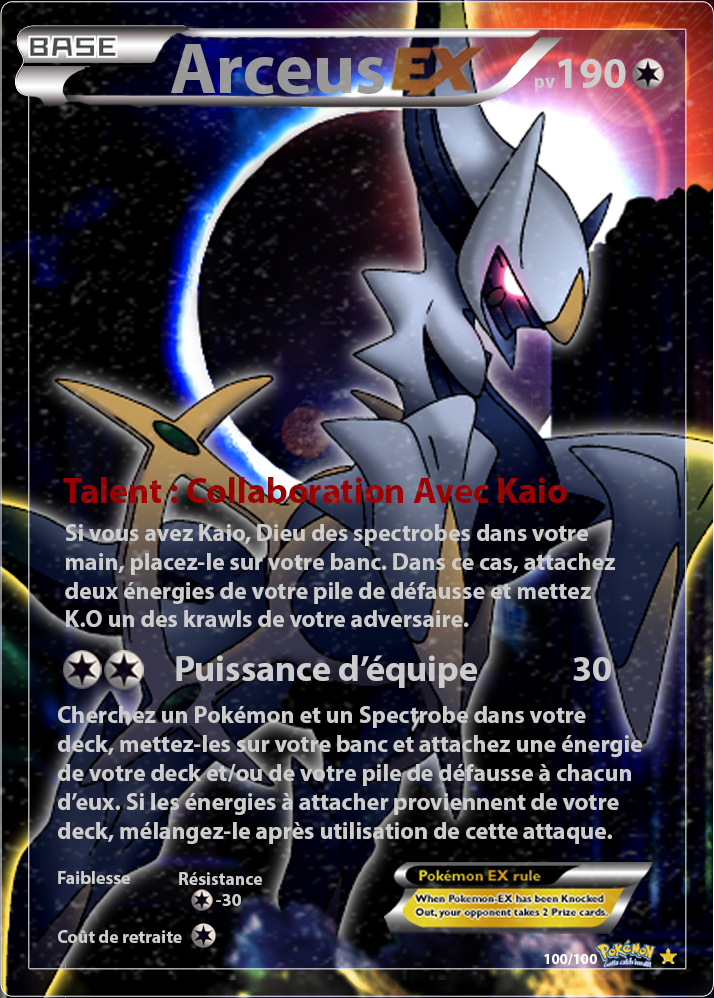 BASE
Arceus EX pv 190
Talent : Collaboration Avec Kaio
Si vous avez Kaio, Dieu des spectrobes dans votre
main, placez-le sur votre banc. Dans ce cas, attachez
deux énergies de votre pile de défausse et mettez
K.O un des krawls de votre adversaire.
Puissance d'équipe 30
Cherchez un Pokémon et un Spectrobe dans votre
deck, mettez-les sur votre banc et attachez une énergie
de votre deck et/ou de votre pile de défausse à chacun
d'eux. Si les énergies à attacher proviennent de votre
deck, mélangez-le après utilisation de cette attaque.
Faiblesse Résistance
-30
Coût de retraite
Pokémon EX rule
When Pokemon-EX has been Knocked
Out, your opponent takes 2 Prize cards.
100/100 POKéMON
Gotta catch 'em all!